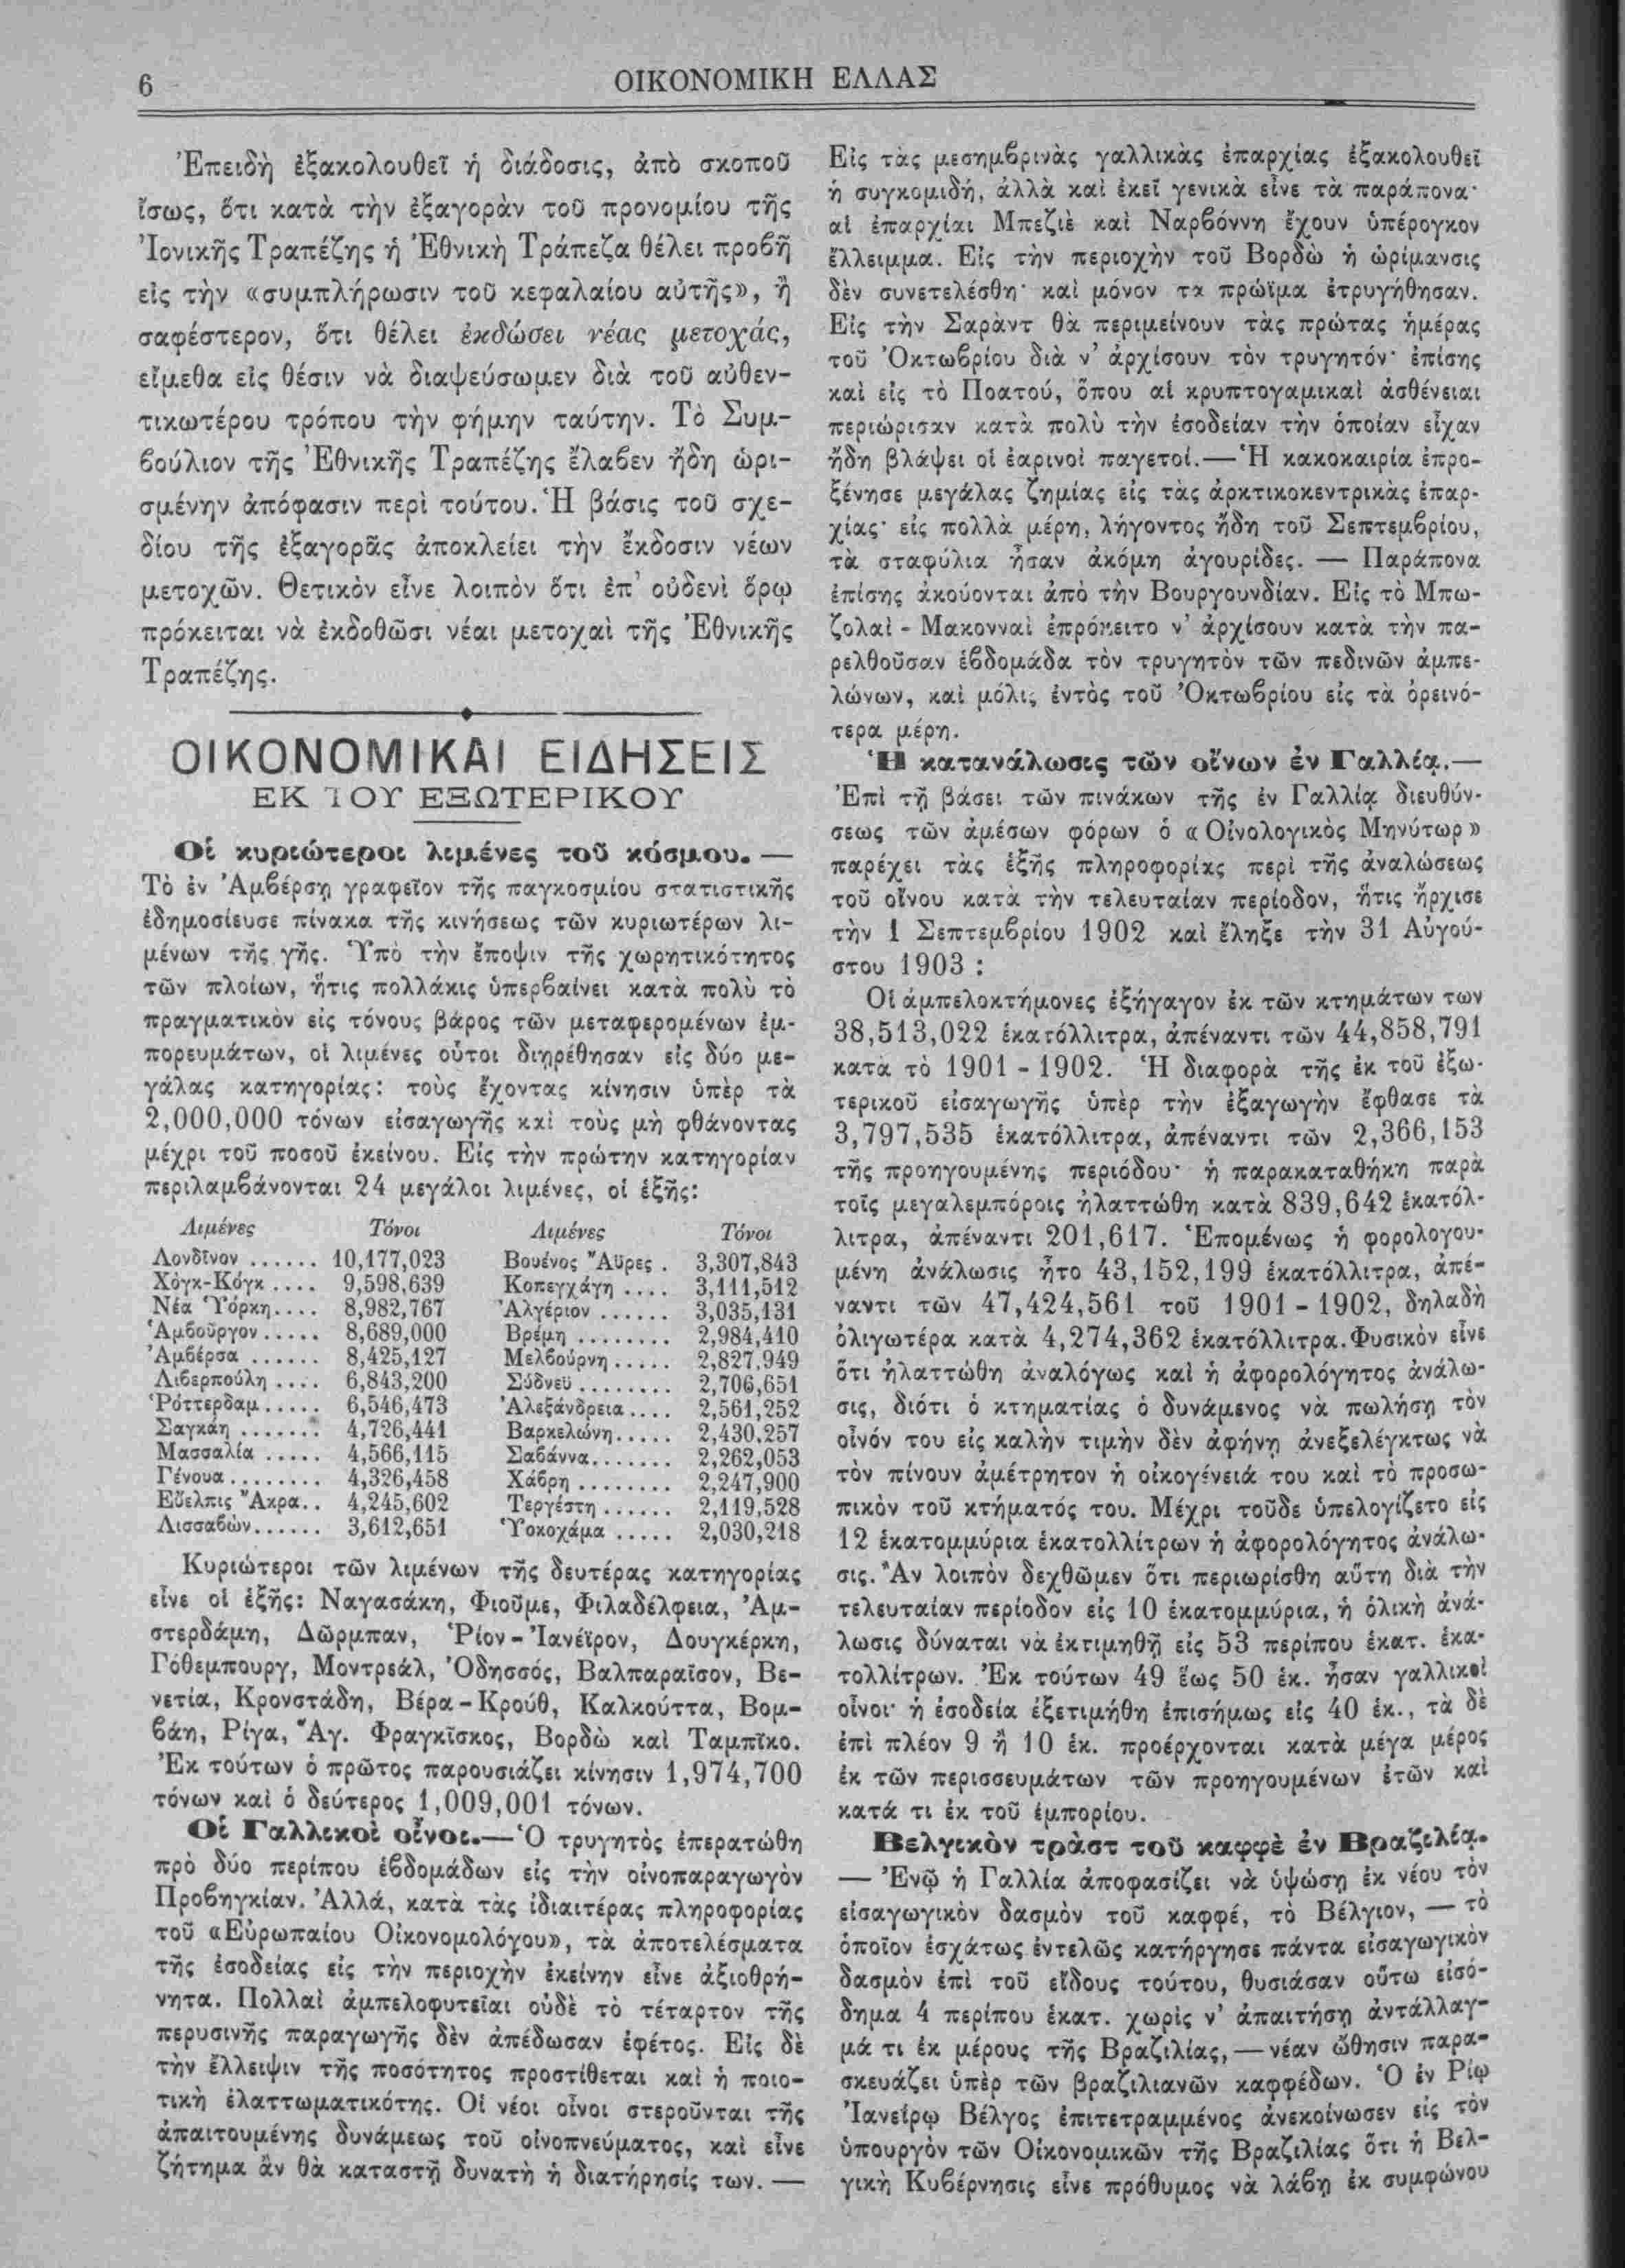 6
ΟΙΚΟΝΟΜΙΚΗ ΕΛΛΑΣ
Ἐπειδὴ ἐξακολουθεῖ ἡ διάδοσις, ἀπὸ σκοποῦ
ἴσως, ὅτι κατὰ τὴν ἐξαγορὰν τοῦ προνομίου τῆς
Ἰονικῆς Τραπέζης ἡ Ἐθνικὴ Τράπεζα θέλει προβῆ
εἰς τὴν «συμπλήρωσιν τοῦ κεφαλαίου αὐτῆς», ἢ
σαφέστερον, ὅτι θέλει ἐκδώσει νέας μετοχάς,
εἴμεθα εἰς θέσιν νὰ διαψεύσωμεν διὰ τοῦ αὐθεν-
τικωτέρου τρόπου τὴν φήμην ταύτην. Τὸ Συμ-
βούλιον τῆς Ἐθνικῆς Τραπέζης ἔλαβεν ἤδη ὡρι-
σμένην ἀπόφασιν περὶ τούτου. Ἡ βάσις τοῦ σχε-
δίου τῆς ἐξαγορᾶς ἀποκλείει τὴν ἔκδοσιν νέων
μετοχῶν. Θετικὸν εἶνε λοιπὸν ὅτι ἐπ' οὐδενὶ ὅρῳ
πρόκειται νὰ ἐκδοθῶσι νέαι μετοχαὶ τῆς Ἐθνικῆς
Τραπέζης.
ΟΙΚΟΝΟΜΙΚΑΙ ΕΙΔΗΣΕΙΣ
ΕΚ ΤΟΥ ΕΞΩΤΕΡΙΚΟΥ
Οἱ κυριώτεροι λιμένες τοῦ κόσμου. —
Τὸ ἐν Ἀμβέρσῃ γραφεῖον τῆς παγκοσμίου στατιστικῆς
ἐδημοσίευσε πίνακα τῆς κινήσεως τῶν κυριωτέρων λι-
μένων τῆς γῆς. Ὑπὸ τὴν ἔποψιν τῆς χωρητικότητος
τῶν πλοίων, ἥτις πολλάκις ὑπερβαίνει κατὰ πολὺ τὸ
πραγματικὸν εἰς τόνους βάρος τῶν μεταφερομένων ἐμ-
πορευμάτων, οἱ λιμένες οὗτοι διῃρέθησαν εἰς δύο με-
γάλας κατηγορίας: τοὺς ἔχοντας κίνησιν ὑπὲρ τὰ
2,000,000 τόνων εἰσαγωγῆς καὶ τοὺς μὴ φθάνοντας
μέχρι τοῦ ποσοῦ ἐκείνου. Εἰς τὴν πρώτην κατηγορίαν
περιλαμβάνονται 24 μεγάλοι λιμένες, οἱ ἑξῆς:
Λιμένες Τόνοι Λιμένες Τόνοι
Λονδῖνον ...... 10,177,023 Βουένος Ἄϋρες . 3,307,843
Χόγκ-Κόγκ .... 9,598,639 Κοπεγχάγη .... 3,111,512
Νέα Ὑόρκη.... 8,982,767 Ἀλγέριον ...... 3,035,131
Ἁμβοῦργον..... 8,689,000 Βρέμη ........ 2,984,410
Ἀμβέρσα ...... 8,425,127 Μελβούρνη..... 2,827,949
Λιβερπούλη .... 6,843,200 Σύδνεϋ ........ 2,706,651
Ῥόττερδαμ..... 6,546,473 Ἀλεξάνδρεια.... 2,561,252
Σαγκάη ....... 4,726,441 Βαρκελώνη..... 2,430,257
Μασσαλία ..... 4,566,115 Σαβάννα....... 2,262,053
Γένουα........ 4,326,458 Χάβρη ........ 2,247,900
Εὔελπις Ἄκρα.. 4,245,602 Τεργέστη ...... 2,119,528
Λισσαβὼν...... 3,612,651 Ὑοκοχάμα ..... 2,030,218
Κυριώτεροι τῶν λιμένων τῆς δευτέρας κατηγορίας
εἶνε οἱ ἑξῆς: Ναγασάκη, Φιοῦμε, Φιλαδέλφεια, Ἀμ-
στερδάμη, Δῶρμπαν, Ῥίον-Ἰανέϊρον, Δουγκέρκη,
Γόθεμπουργ, Μοντρεάλ, Ὀδησσός, Βαλπαραΐσον, Βε-
νετία, Κρονστάδη, Βέρα-Κρούθ, Καλκούττα, Βομ-
βάη, Ρίγα, Ἅγ. Φραγκῖσκος, Βορδὼ καὶ Ταμπῖκο.
Ἐκ τούτων ὁ πρῶτος παρουσιάζει κίνησιν 1,974,700
τόνων καὶ ὁ δεύτερος 1,009,001 τόνων.
Οἱ Γαλλικοὶ οἶνοι.—Ὁ τρυγητὸς ἐπερατώθη
πρὸ δύο περίπου ἑβδομάδων εἰς τὴν οἰνοπαραγωγὸν
Προβηγκίαν. Ἀλλά, κατὰ τὰς ἰδιαιτέρας πληροφορίας
τοῦ «Εὐρωπαίου Οἰκονομολόγου», τὰ ἀποτελέσματα
τῆς ἐσοδείας εἰς τὴν περιοχὴν ἐκείνην εἶνε ἀξιοθρή-
νητα. Πολλαὶ ἀμπελοφυτεῖαι οὐδὲ τὸ τέταρτον τῆς
περυσινῆς παραγωγῆς δὲν ἀπέδωσαν ἐφέτος. Εἰς δὲ
τὴν ἔλλειψιν τῆς ποσότητος προστίθεται καὶ ἡ ποιο-
τικὴ ἐλαττωματικότης. Οἱ νέοι οἶνοι στεροῦνται τῆς
ἀπαιτουμένης δυνάμεως τοῦ οἰνοπνεύματος, καὶ εἶνε
ζήτημα ἂν θὰ καταστῇ δυνατὴ ἡ διατήρησίς των. —
Εἰς τὰς μεσημβρινὰς γαλλικὰς ἐπαρχίας ἐξακολουθεῖ
ἡ συγκομιδή, ἀλλὰ καὶ ἐκεῖ γενικὰ εἶνε τὰ παράπονα·
αἱ ἐπαρχίαι Μπεζιὲ καὶ Ναρβόννη ἔχουν ὑπέρογκον
ἔλλειμμα. Εἰς τὴν περιοχὴν τοῦ Βορδὼ ἡ ὡρίμανσις
δὲν συνετελέσθη· καὶ μόνον τὰ πρώϊμα ἐτρυγήθησαν.
Εἰς τὴν Σαρὰντ θὰ περιμείνουν τὰς πρώτας ἡμέρας
τοῦ Ὀκτωβρίου διὰ ν' ἀρχίσουν τὸν τρυγητόν· ἐπίσης
καὶ εἰς τὸ Ποατού, ὅπου αἱ κρυπτογαμικαὶ ἀσθένειαι
περιώρισαν κατὰ πολὺ τὴν ἐσοδείαν τὴν ὁποίαν εἶχαν
ἤδη βλάψει οἱ ἐαρινοὶ παγετοί.—Ἡ κακοκαιρία ἐπρο-
ξένησε μεγάλας ζημίας εἰς τὰς ἀρκτικοκεντρικὰς ἐπαρ-
χίας· εἰς πολλὰ μέρη, λήγοντος ἤδη τοῦ Σεπτεμβρίου,
τὰ σταφύλια ἦσαν ἀκόμη ἀγουρίδες. — Παράπονα
ἐπίσης ἀκούονται ἀπὸ τὴν Βουργουνδίαν. Εἰς τὸ Μπω-
ζολαὶ - Μακονναὶ ἐπρόκειτο ν' ἀρχίσουν κατὰ τὴν πα-
ρελθοῦσαν ἑβδομάδα τὸν τρυγητὸν τῶν πεδινῶν ἀμπε-
λώνων, καὶ μόλις ἐντὸς τοῦ Ὀκτωβρίου εἰς τὰ ὀρεινό-
τερα μέρη.
Ἡ κατανάλωσις τῶν οἴνων ἐν Γαλλίᾳ.—
Ἐπὶ τῇ βάσει τῶν πινάκων τῆς ἐν Γαλλίᾳ διευθύν-
σεως τῶν ἀμέσων φόρων ὁ «Οἰνολογικὸς Μηνύτωρ»
παρέχει τὰς ἑξῆς πληροφορίας περὶ τῆς ἀναλώσεως
τοῦ οἴνου κατὰ τὴν τελευταίαν περίοδον, ἥτις ἤρχισε
τὴν 1 Σεπτεμβρίου 1902 καὶ ἔληξε τὴν 31 Αὐγού-
στου 1903 :
Οἱ ἀμπελοκτήμονες ἐξήγαγον ἐκ τῶν κτημάτων των
38,513,022 ἑκατόλλιτρα, ἀπέναντι τῶν 44,858,791
κατὰ τὸ 1901 - 1902. Ἡ διαφορὰ τῆς ἐκ τοῦ ἐξω-
τερικοῦ εἰσαγωγῆς ὑπὲρ τὴν ἐξαγωγὴν ἔφθασε τὰ
3,797,535 ἑκατόλλιτρα, ἀπέναντι τῶν 2,366,153
τῆς προηγουμένης περιόδου· ἡ παρακαταθήκη παρὰ
τοῖς μεγαλεμπόροις ἠλαττώθη κατὰ 839,642 ἑκατόλ-
λιτρα, ἀπέναντι 201,617. Ἑπομένως ἡ φορολογου-
μένη ἀνάλωσις ἦτο 43,152,199 ἑκατόλλιτρα, ἀπέ-
ναντι τῶν 47,424,561 τοῦ 1901 - 1902, δηλαδὴ
ὀλιγωτέρα κατὰ 4,274,362 ἑκατόλλιτρα. Φυσικὸν εἶνε
ὅτι ἠλαττώθη ἀναλόγως καὶ ἡ ἀφορολόγητος ἀνάλω-
σις, διότι ὁ κτηματίας ὁ δυνάμενος νὰ πωλήσῃ τὸν
οἶνόν του εἰς καλὴν τιμὴν δὲν ἀφήνῃ ἀνεξελέγκτως νὰ
τὸν πίνουν ἀμέτρητον ἡ οἰκογένειά του καὶ τὸ προσω-
πικὸν τοῦ κτήματός του. Μέχρι τοῦδε ὑπελογίζετο εἰς
12 ἑκατομμύρια ἑκατολλίτρων ἡ ἀφορολόγητος ἀνάλω-
σις. Ἂν λοιπὸν δεχθῶμεν ὅτι περιωρίσθη αὕτη διὰ τὴν
τελευταίαν περίοδον εἰς 10 ἑκατομμύρια, ἡ ὁλικὴ ἀνά-
λωσις δύναται νὰ ἐκτιμηθῇ εἰς 53 περίπου ἑκατ. ἑκα-
τολλίτρων. Ἐκ τούτων 49 ἕως 50 ἑκ. ἦσαν γαλλικοὶ
οἶνοι· ἡ ἐσοδεία ἐξετιμήθη ἐπισήμως εἰς 40 ἑκ., τὰ δὲ
ἐπὶ πλέον 9 ἢ 10 ἑκ. προέρχονται κατὰ μέγα μέρος
ἐκ τῶν περισσευμάτων τῶν προηγουμένων ἐτῶν καὶ
κατά τι ἐκ τοῦ ἐμπορίου.
Βελγικὸν τρὰστ τοῦ καφφὲ ἐν Βραζιλίᾳ.
— Ἐνῷ ἡ Γαλλία ἀποφασίζει νὰ ὑψώσῃ ἐκ νέου τὸν
εἰσαγωγικὸν δασμὸν τοῦ καφφέ, τὸ Βέλγιον, — τὸ
ὁποῖον ἐσχάτως ἐντελῶς κατήργησε πάντα εἰσαγωγικὸν
δασμὸν ἐπὶ τοῦ εἴδους τούτου, θυσιάσαν οὕτω εἰσό-
δημα 4 περίπου ἑκατ. χωρὶς ν' ἀπαιτήσῃ ἀντάλλαγ-
μά τι ἐκ μέρους τῆς Βραζιλίας, — νέαν ὤθησιν παρα-
σκευάζει ὑπὲρ τῶν βραζιλιανῶν καφφέδων. Ὁ ἐν Ρίῳ
Ἰανεΐρῳ Βέλγος ἐπιτετραμμένος ἀνεκοίνωσεν εἰς τὸν
ὑπουργὸν τῶν Οἰκονομικῶν τῆς Βραζιλίας ὅτι ἡ Βελ-
γικὴ Κυβέρνησις εἶνε πρόθυμος νὰ λάβῃ ἐκ συμφώνου